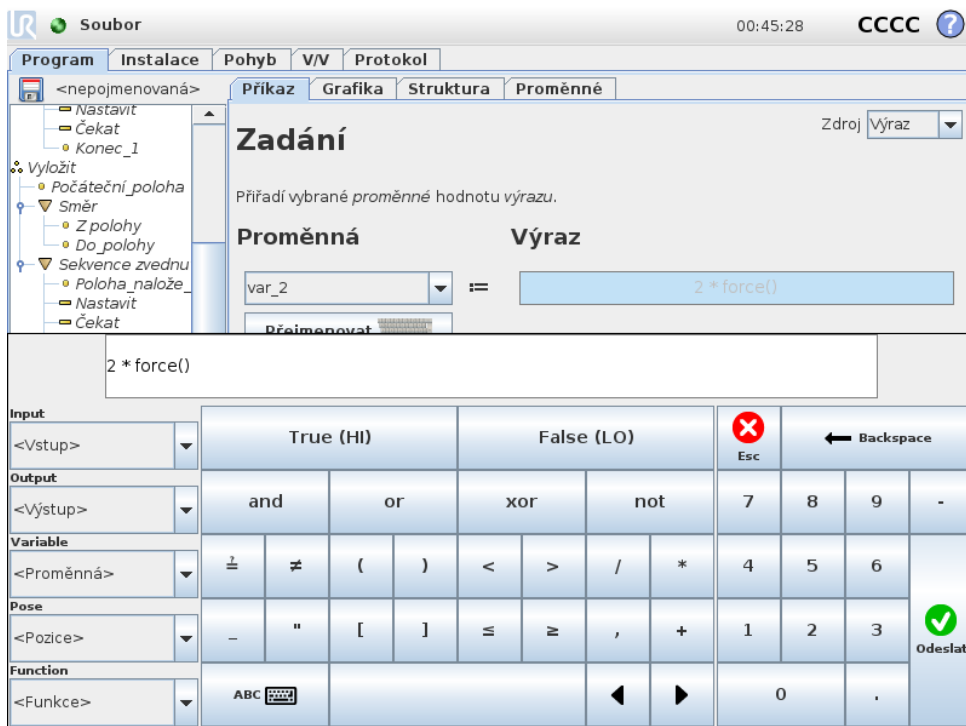 UR Soubor 00:45:28 CCCC ?
Program Instalace Pohyb V/V Protokol
<nepojmenovaná> Příkaz Grafika Struktura Proměnné
Nastavit
Čekat
Konec_1
Vyložit
Počáteční_poloha
Směr
Z polohy
Do_polohy
Sekvence zvednu
Poloha_nalože_
Nastavit
Čekat
Zadání
Zdroj Výraz
Přiřadí vybrané proměnné hodnotu výrazu.
Proměnná Výraz
var_2 := 2 * force()
Přejmenovat
2 * force()
Input
<Vstup>
Output
<Výstup>
Variable
<Proměnná>
Pose
<Pozice>
Function
<Funkce>
True (HI) False (LO) Esc Backspace
and or xor not 7 8 9 -
≟ ≠ ( ) < > / * 4 5 6
_ " [ ] ≤ ≥ , + 1 2 3 Odeslat
ABC 0 .